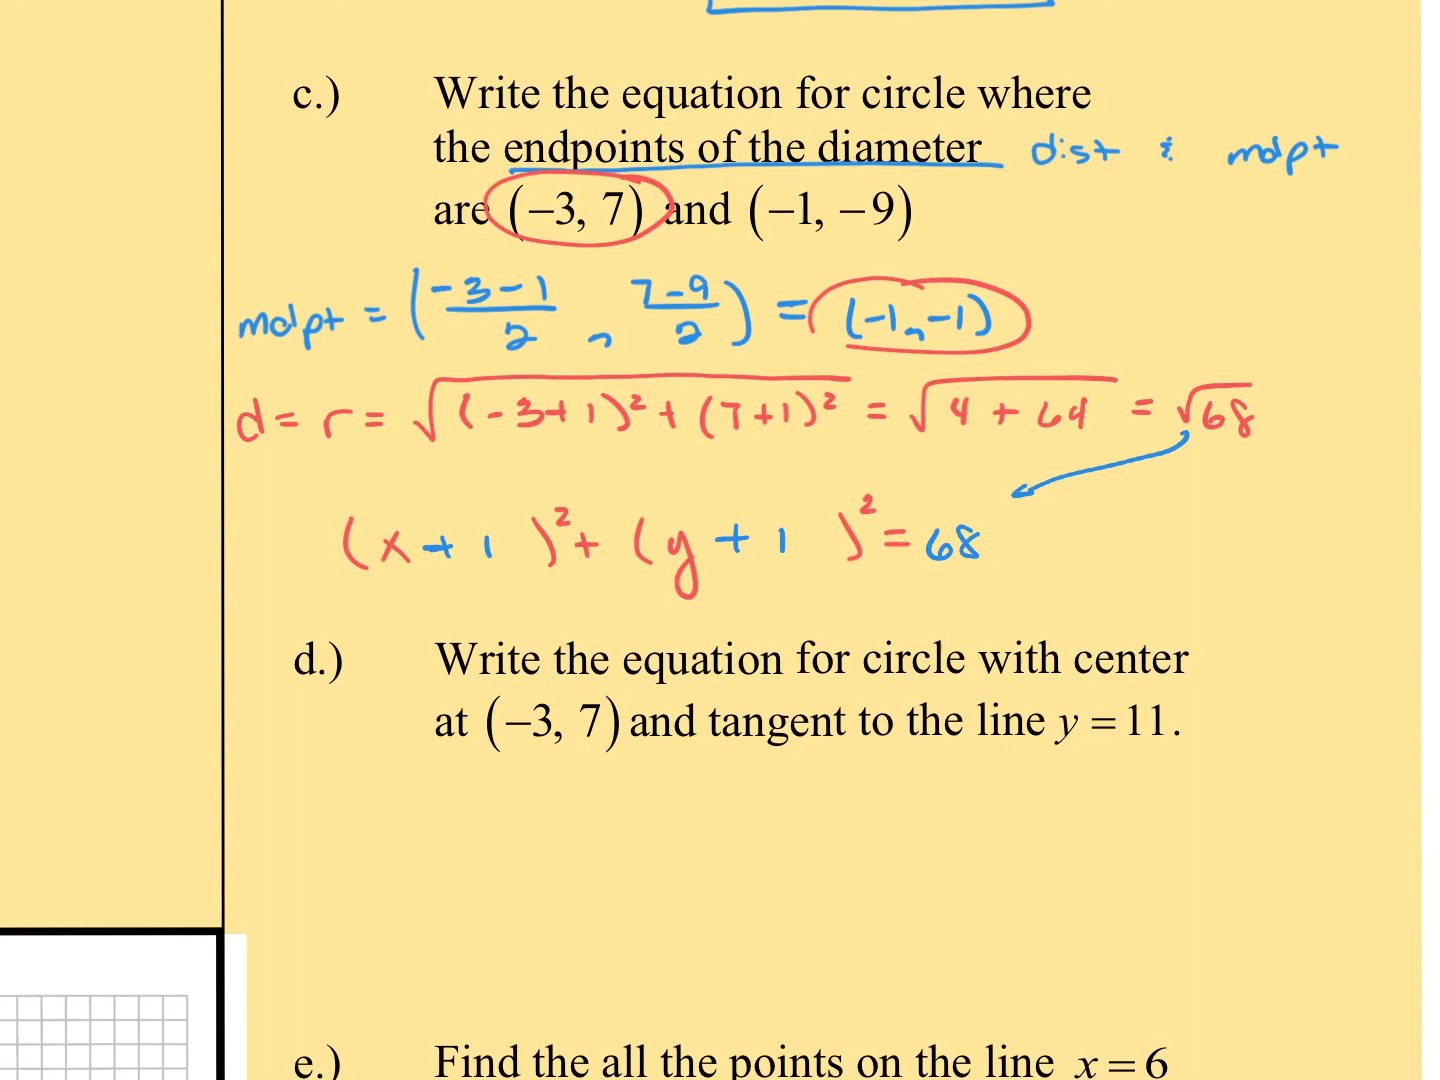 c.) Write the equation for circle where
the endpoints of the diameter dist & mdpt
are (−3, 7) and (−1, −9)
mdpt = (-3-1/2, 7-9/2) = (-1, -1)
d = r = √((-3+1)² + (7+1)²) = √(4 + 64) = √68
(x + 1)² + (y + 1)² = 68
d.) Write the equation for circle with center
at (−3, 7) and tangent to the line y = 11.
e.) Find the all the points on the line x = 6